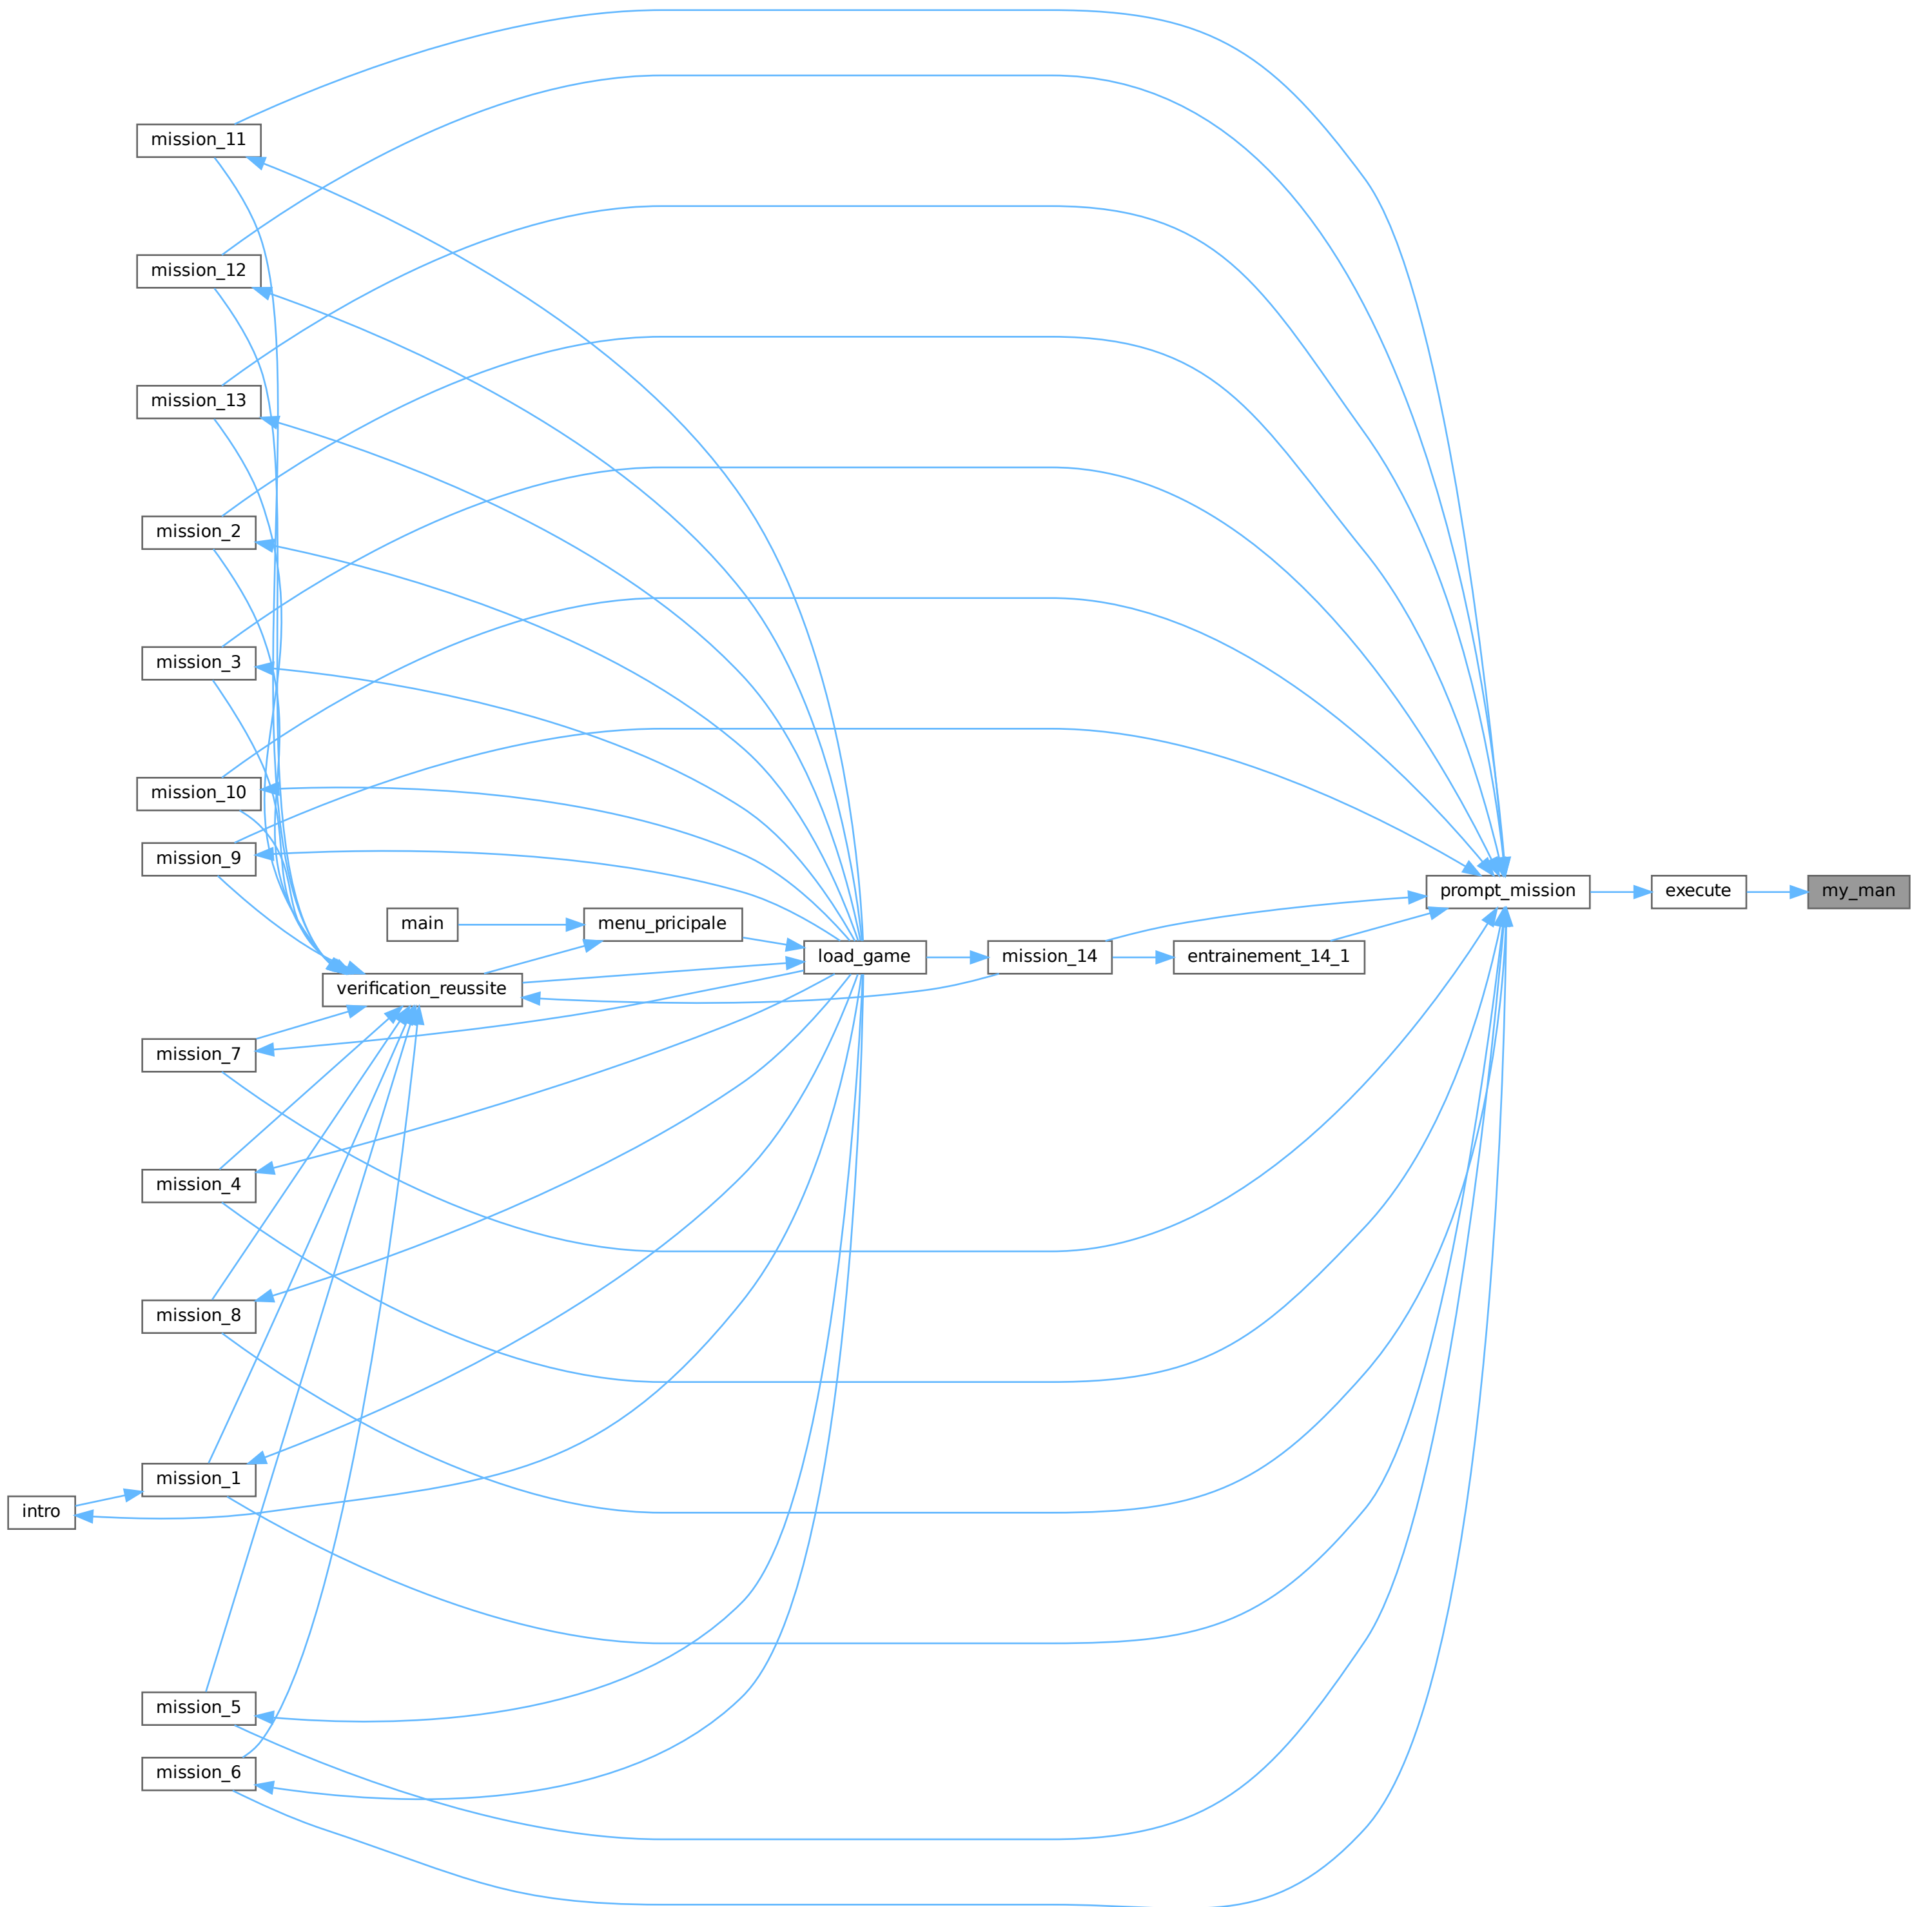 mission_11
mission_12
mission_13
mission_2
mission_3
mission_10
mission_9
prompt_mission
execute
my_man
main
menu_pricipale
load_game
mission_14
entrainement_14_1
verification_reussite
mission_7
mission_4
mission_8
mission_1
intro
mission_5
mission_6